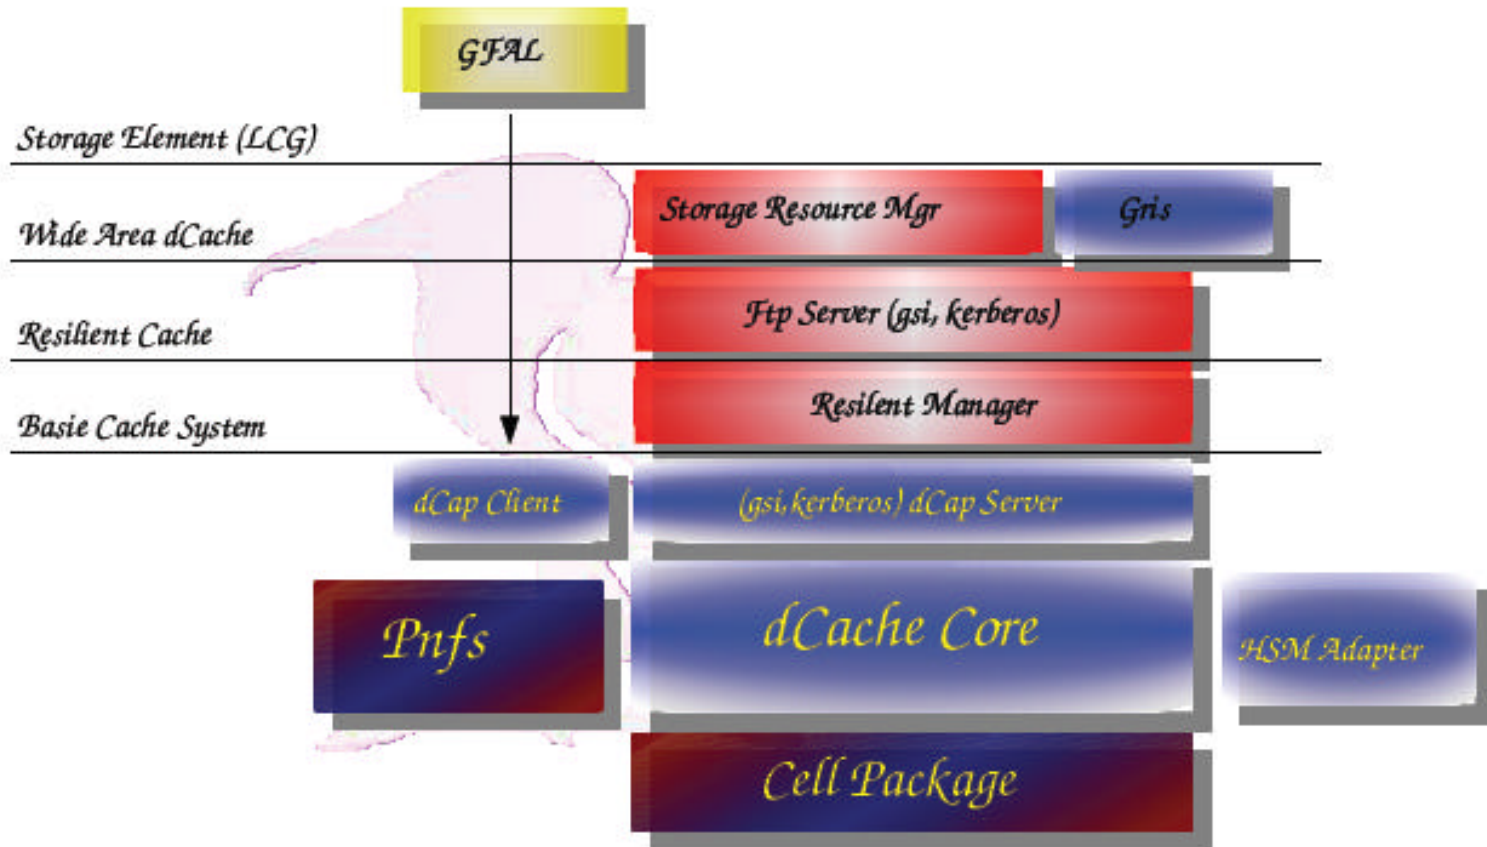 GFAL
Storage Element (LCG)
Storage Resource Mgr
Gris
Wide Area dCache
Ftp Server (gsi, kerberos)
Resilient Cache
Resilent Manager
Basie Cache System
dCap Client
(gsi,kerberos) dCap Server
Pnfs
dCache Core
HSM Adapter
Cell Package